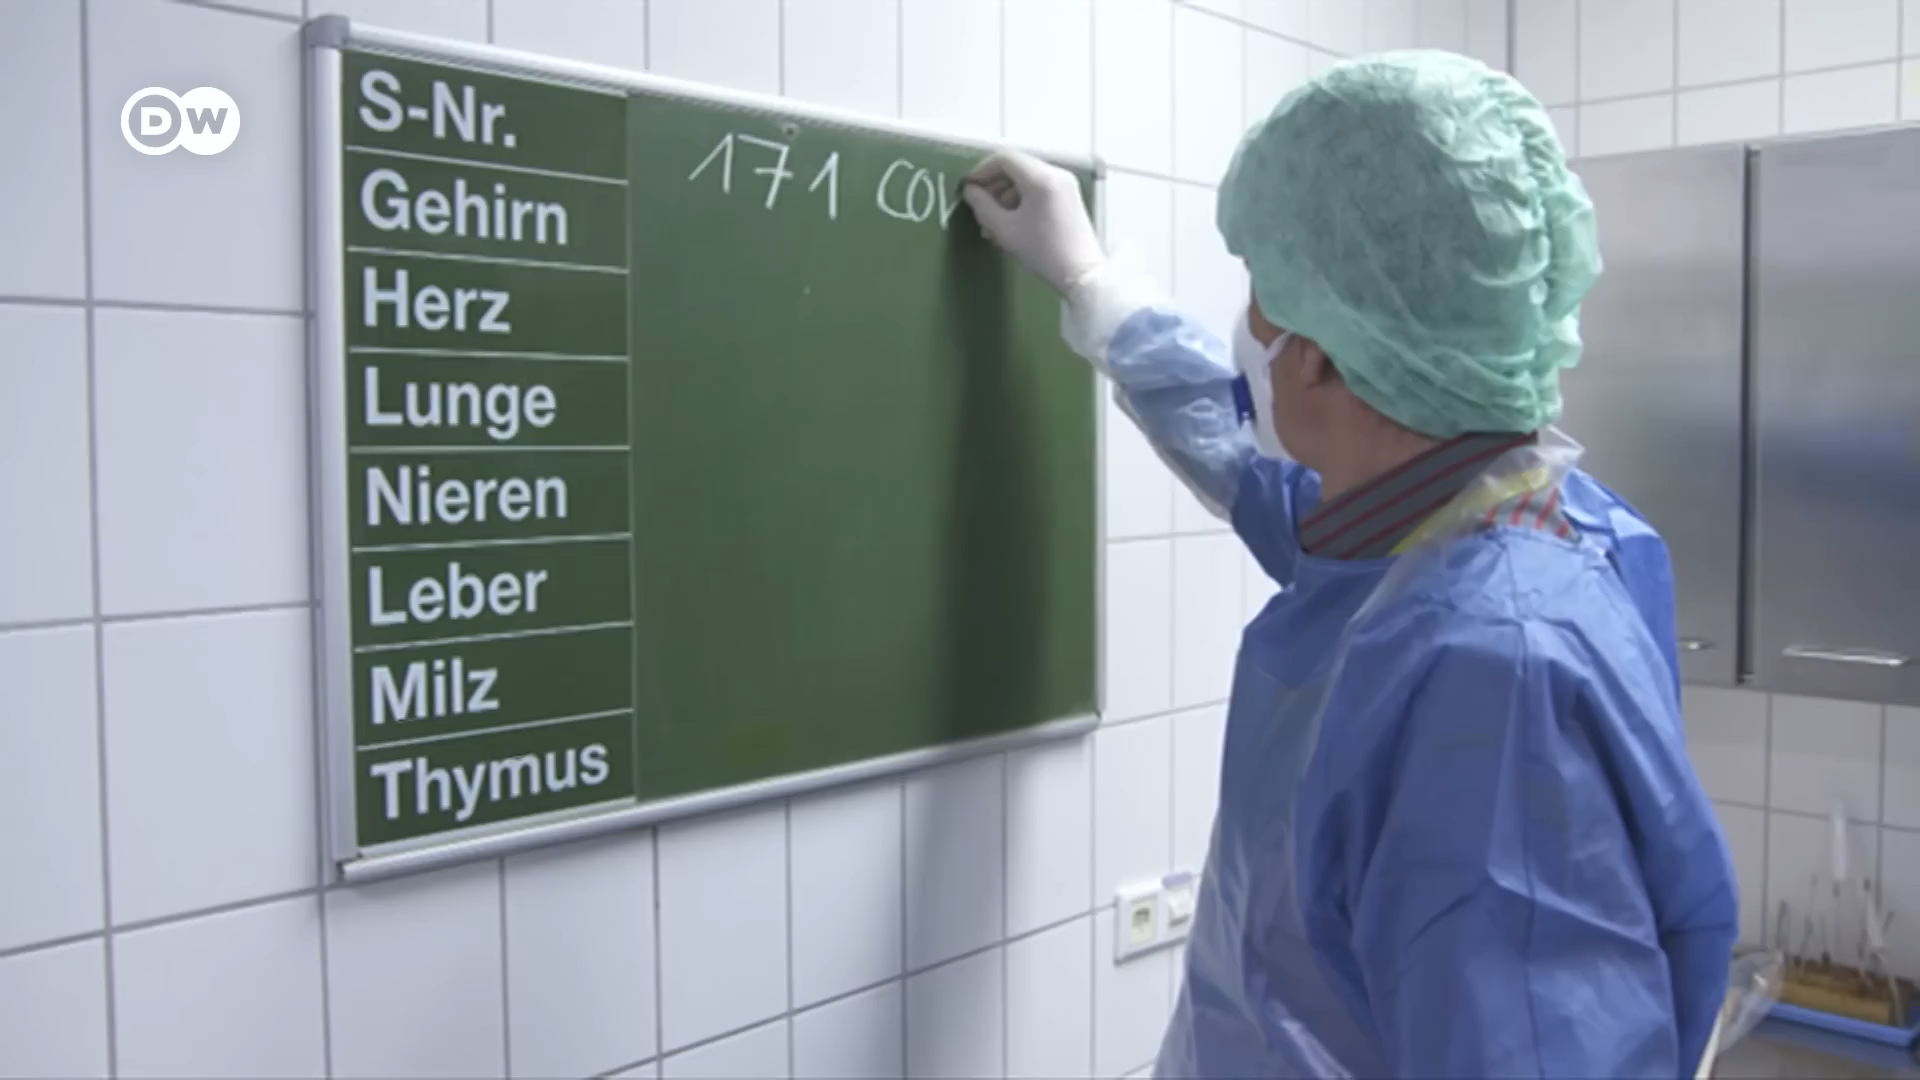 DW
S-Nr. 171 COV
Gehirn
Herz
Lunge
Nieren
Leber
Milz
Thymus